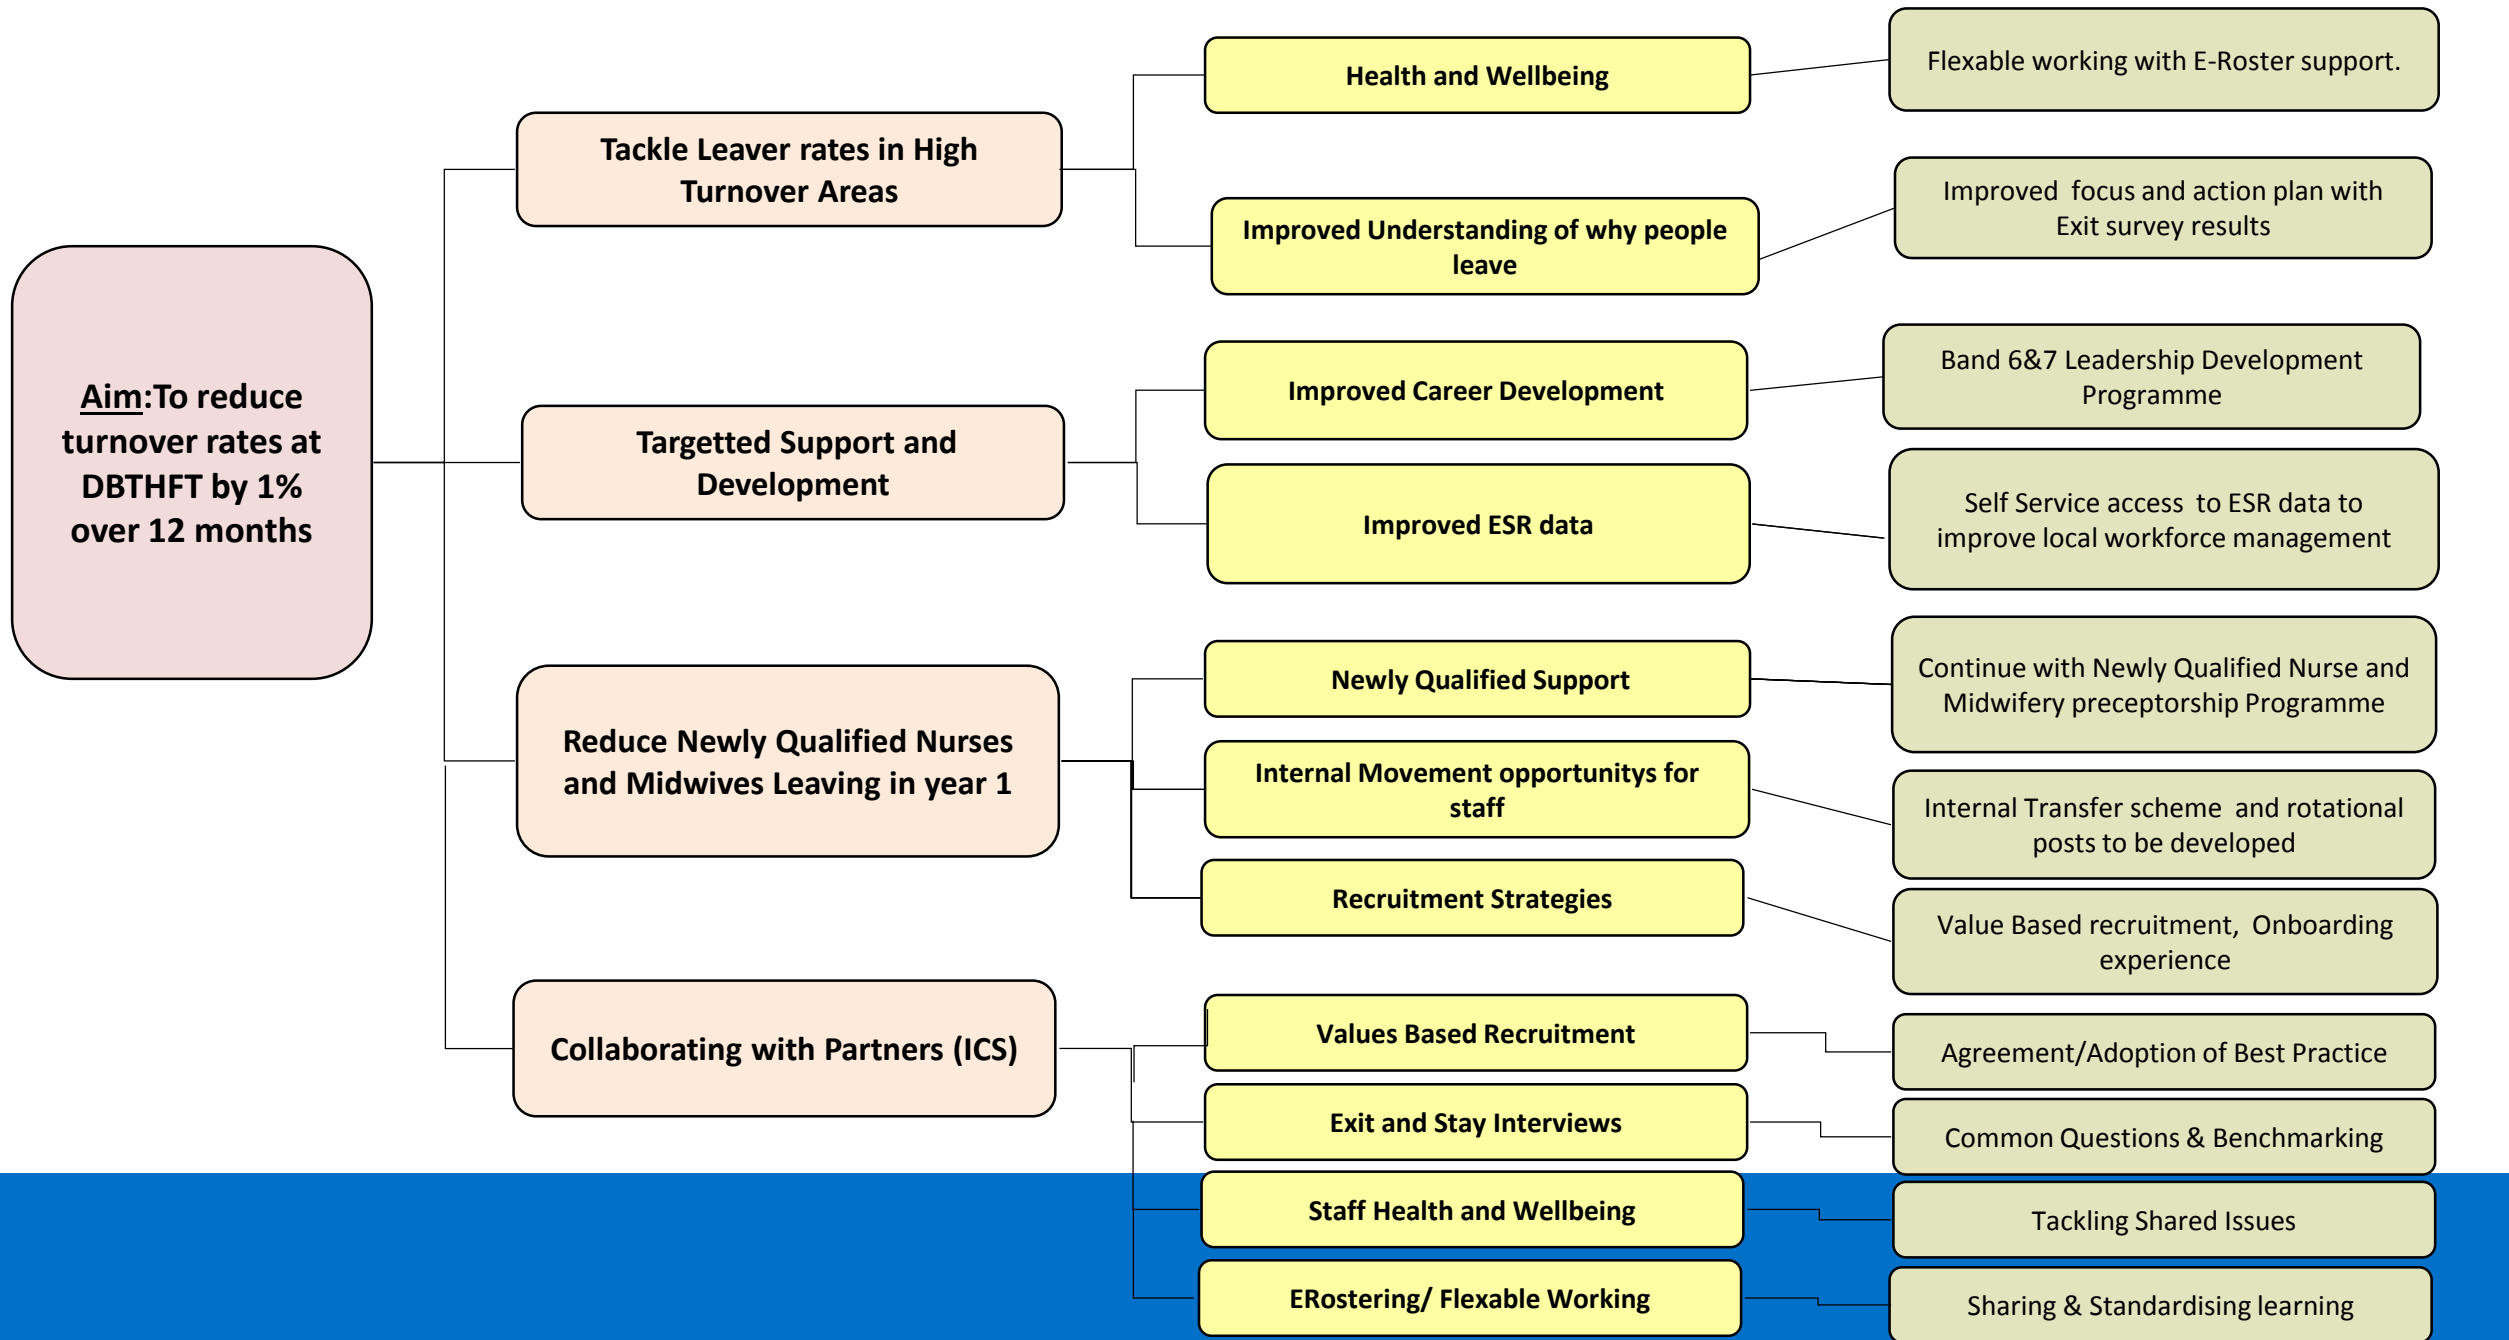 Aim:To reduce
turnover rates at
DBTHFT by 1%
over 12 months
Tackle Leaver rates in High
Turnover Areas
Targetted Support and
Development
Reduce Newly Qualified Nurses
and Midwives Leaving in year 1
Collaborating with Partners (ICS)
Health and Wellbeing
Improved Understanding of why people
leave
Improved Career Development
Improved ESR data
Newly Qualified Support
Internal Movement opportunitys for
staff
Recruitment Strategies
Values Based Recruitment
Exit and Stay Interviews
Staff Health and Wellbeing
ERostering/ Flexable Working
Flexable working with E-Roster support.
Improved  focus and action plan with
Exit survey results
Band 6&7 Leadership Development
Programme
Self Service access  to ESR data to
improve local workforce management
Continue with Newly Qualified Nurse and
Midwifery preceptorship Programme
Internal Transfer scheme  and rotational
posts to be developed
Value Based recruitment,  Onboarding
experience
Agreement/Adoption of Best Practice
Common Questions & Benchmarking
Tackling Shared Issues
Sharing & Standardising learning